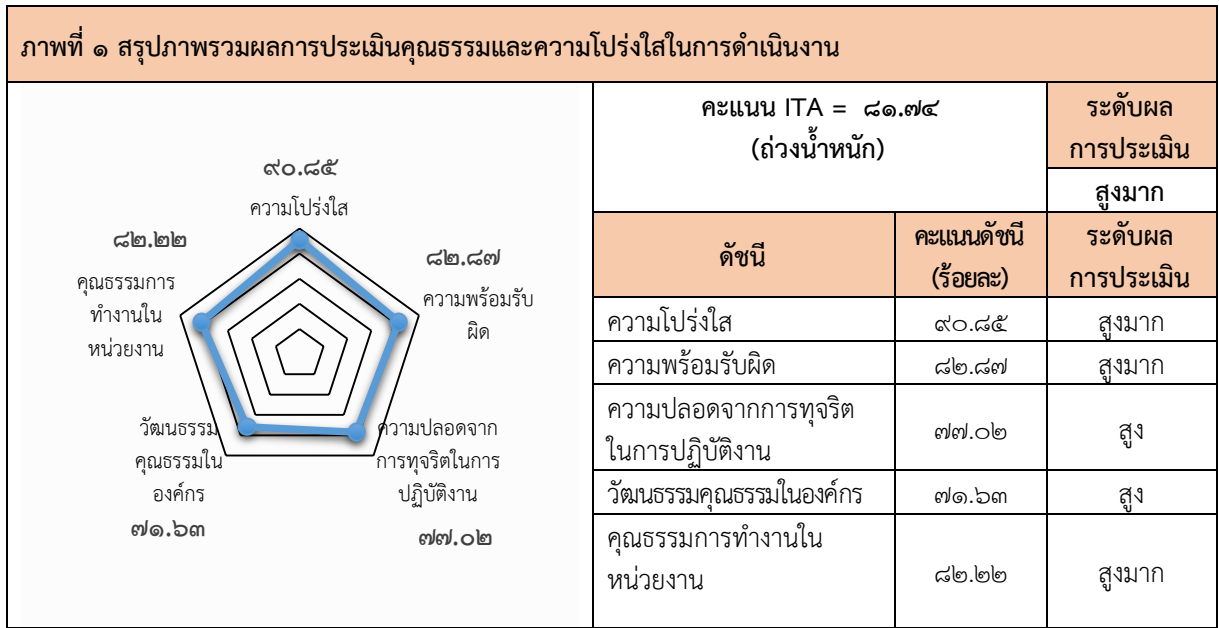 ภาพที่ ๑ สรุปภาพรวมผลการประเมินคุณธรรมและความโปร่งใสในการดำเนินงาน
๙๐.๘๕
ความโปร่งใส
๘๒.๘๗
ความพร้อมรับ
ผิด
ความปลอดจาก
การทุจริตในการ
ปฏิบัติงาน
๗๗.๐๒
วัฒนธรรม
คุณธรรมใน
องค์กร
๗๑.๖๓
๘๒.๒๒
คุณธรรมการ
ทำงานใน
หน่วยงาน
คะแนน ITA = ๘๑.๗๔
(ถ่วงน้ำหนัก)
ระดับผล
การประเมิน
สูงมาก
ดัชนี
คะแนนดัชนี
(ร้อยละ)
ระดับผล
การประเมิน
ความโปร่งใส ๙๐.๘๕ สูงมาก
ความพร้อมรับผิด ๘๒.๘๗ สูงมาก
ความปลอดจากการทุจริต
ในการปฏิบัติงาน
๗๗.๐๒ สูง
วัฒนธรรมคุณธรรมในองค์กร ๗๑.๖๓ สูง
คุณธรรมการทำงานใน
หน่วยงาน
๘๒.๒๒ สูงมาก